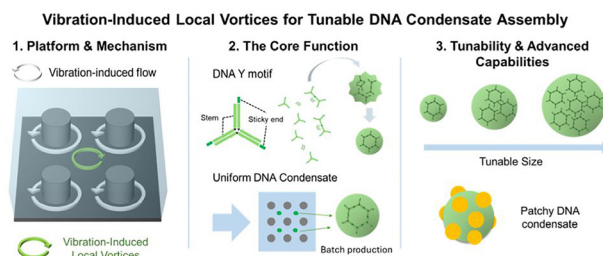 Vibration-Induced Local Vortices for Tunable DNA Condensate Assembly
1. Platform & Mechanism
Vibration-induced flow
Vibration-Induced
Local Vortices
2. The Core Function
DNA Y motif
Stem
Sticky end
Uniform DNA Condensate
Batch production
3. Tunability & Advanced
Capabilities
Tunable Size
Patchy DNA
condensate